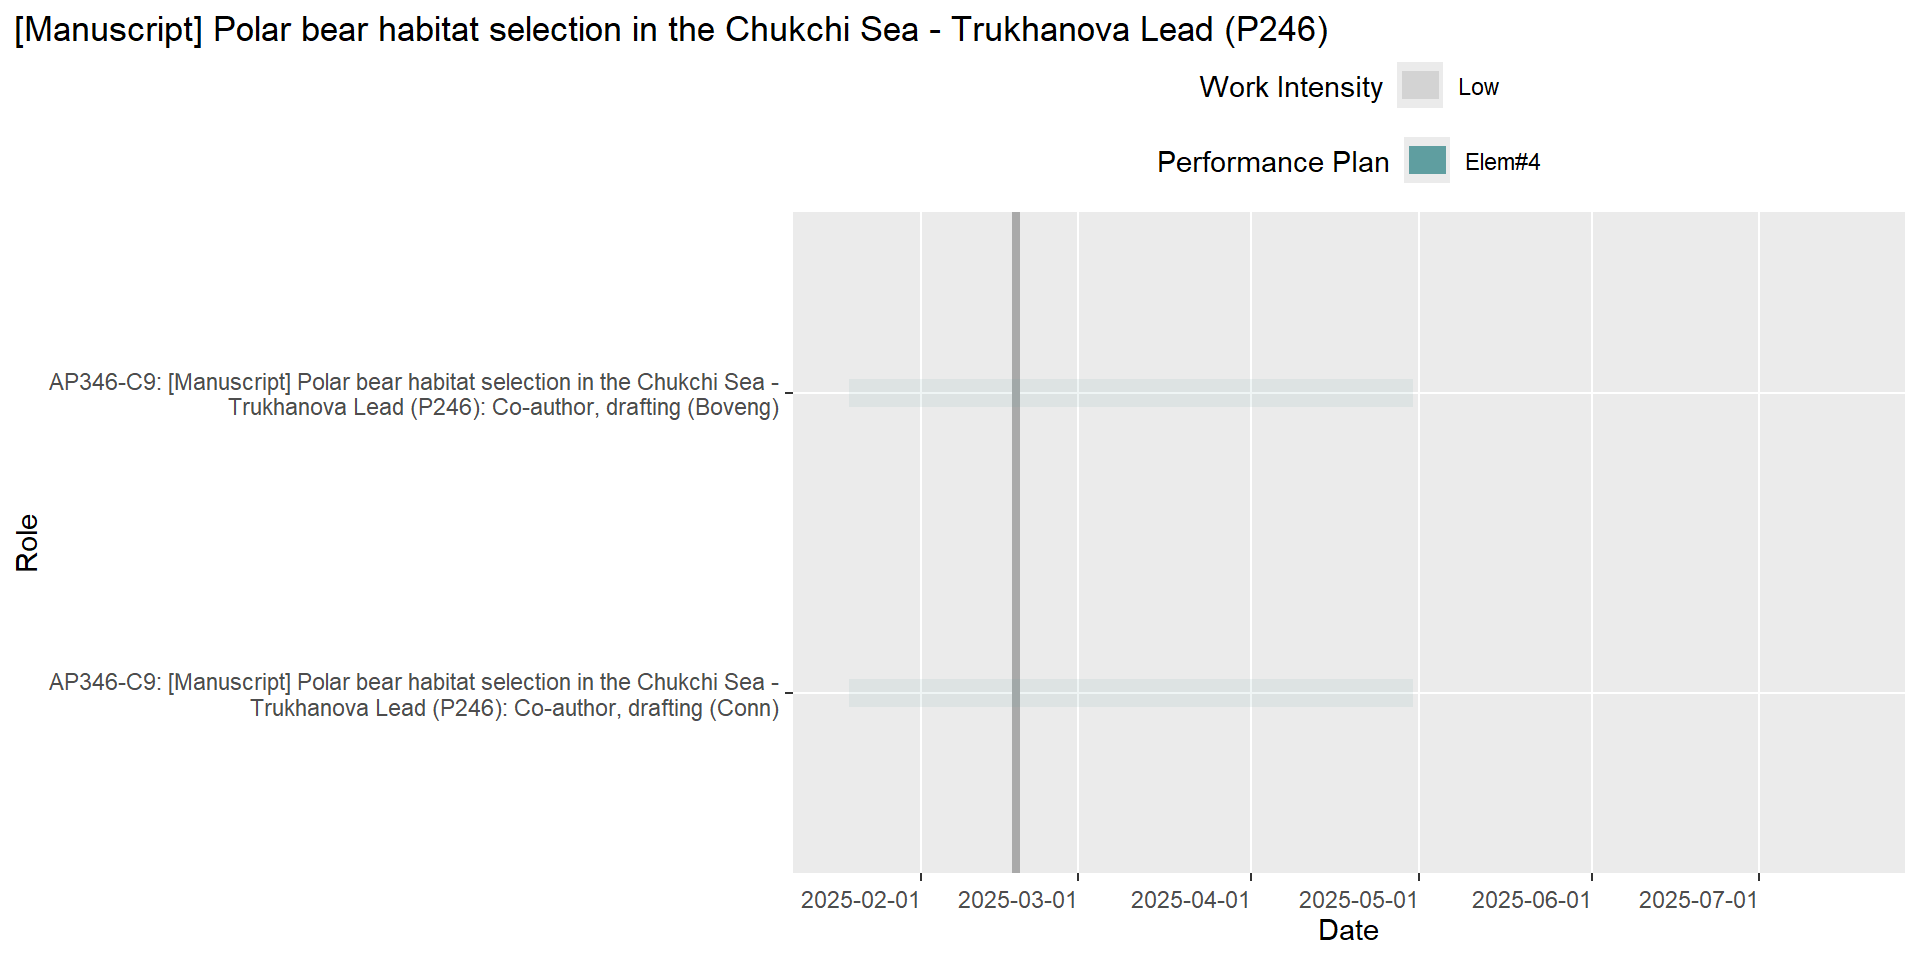 [Manuscript] Polar bear habitat selection in the Chukchi Sea - Trukhanova Lead (P246)
Work Intensity Low
Performance Plan Elem#4
AP346-C9: [Manuscript] Polar bear habitat selection in the Chukchi Sea -
Trukhanova Lead (P246): Co-author, drafting (Boveng)
Role
AP346-C9: [Manuscript] Polar bear habitat selection in the Chukchi Sea -
Trukhanova Lead (P246): Co-author, drafting (Conn)
2025-02-01 2025-03-01 2025-04-01 2025-05-01 2025-06-01 2025-07-01
Date